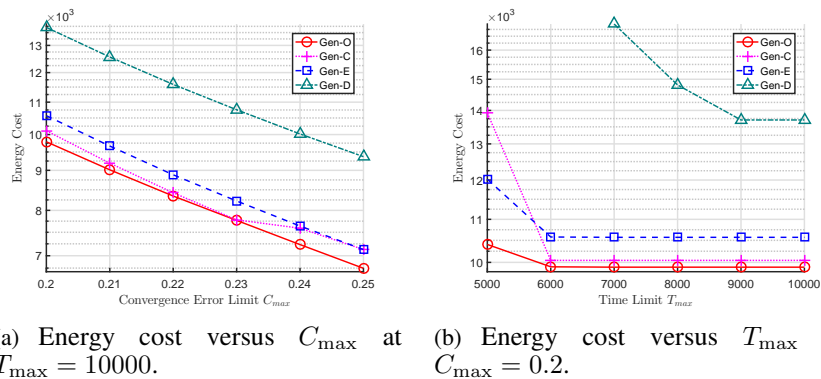 ×10³
13
12
11
10
9
8
7
Energy Cost
0.2 0.21 0.22 0.23 0.24 0.25
Convergence Error Limit C_max
Gen-O
Gen-C
Gen-E
Gen-D
×10³
16
15
14
13
12
11
10
Energy Cost
5000 6000 7000 8000 9000 10000
Time Limit T_max
Gen-O
Gen-C
Gen-E
Gen-D
a) Energy cost versus C_max at
T_max = 10000.
(b) Energy cost versus T_max
C_max = 0.2.